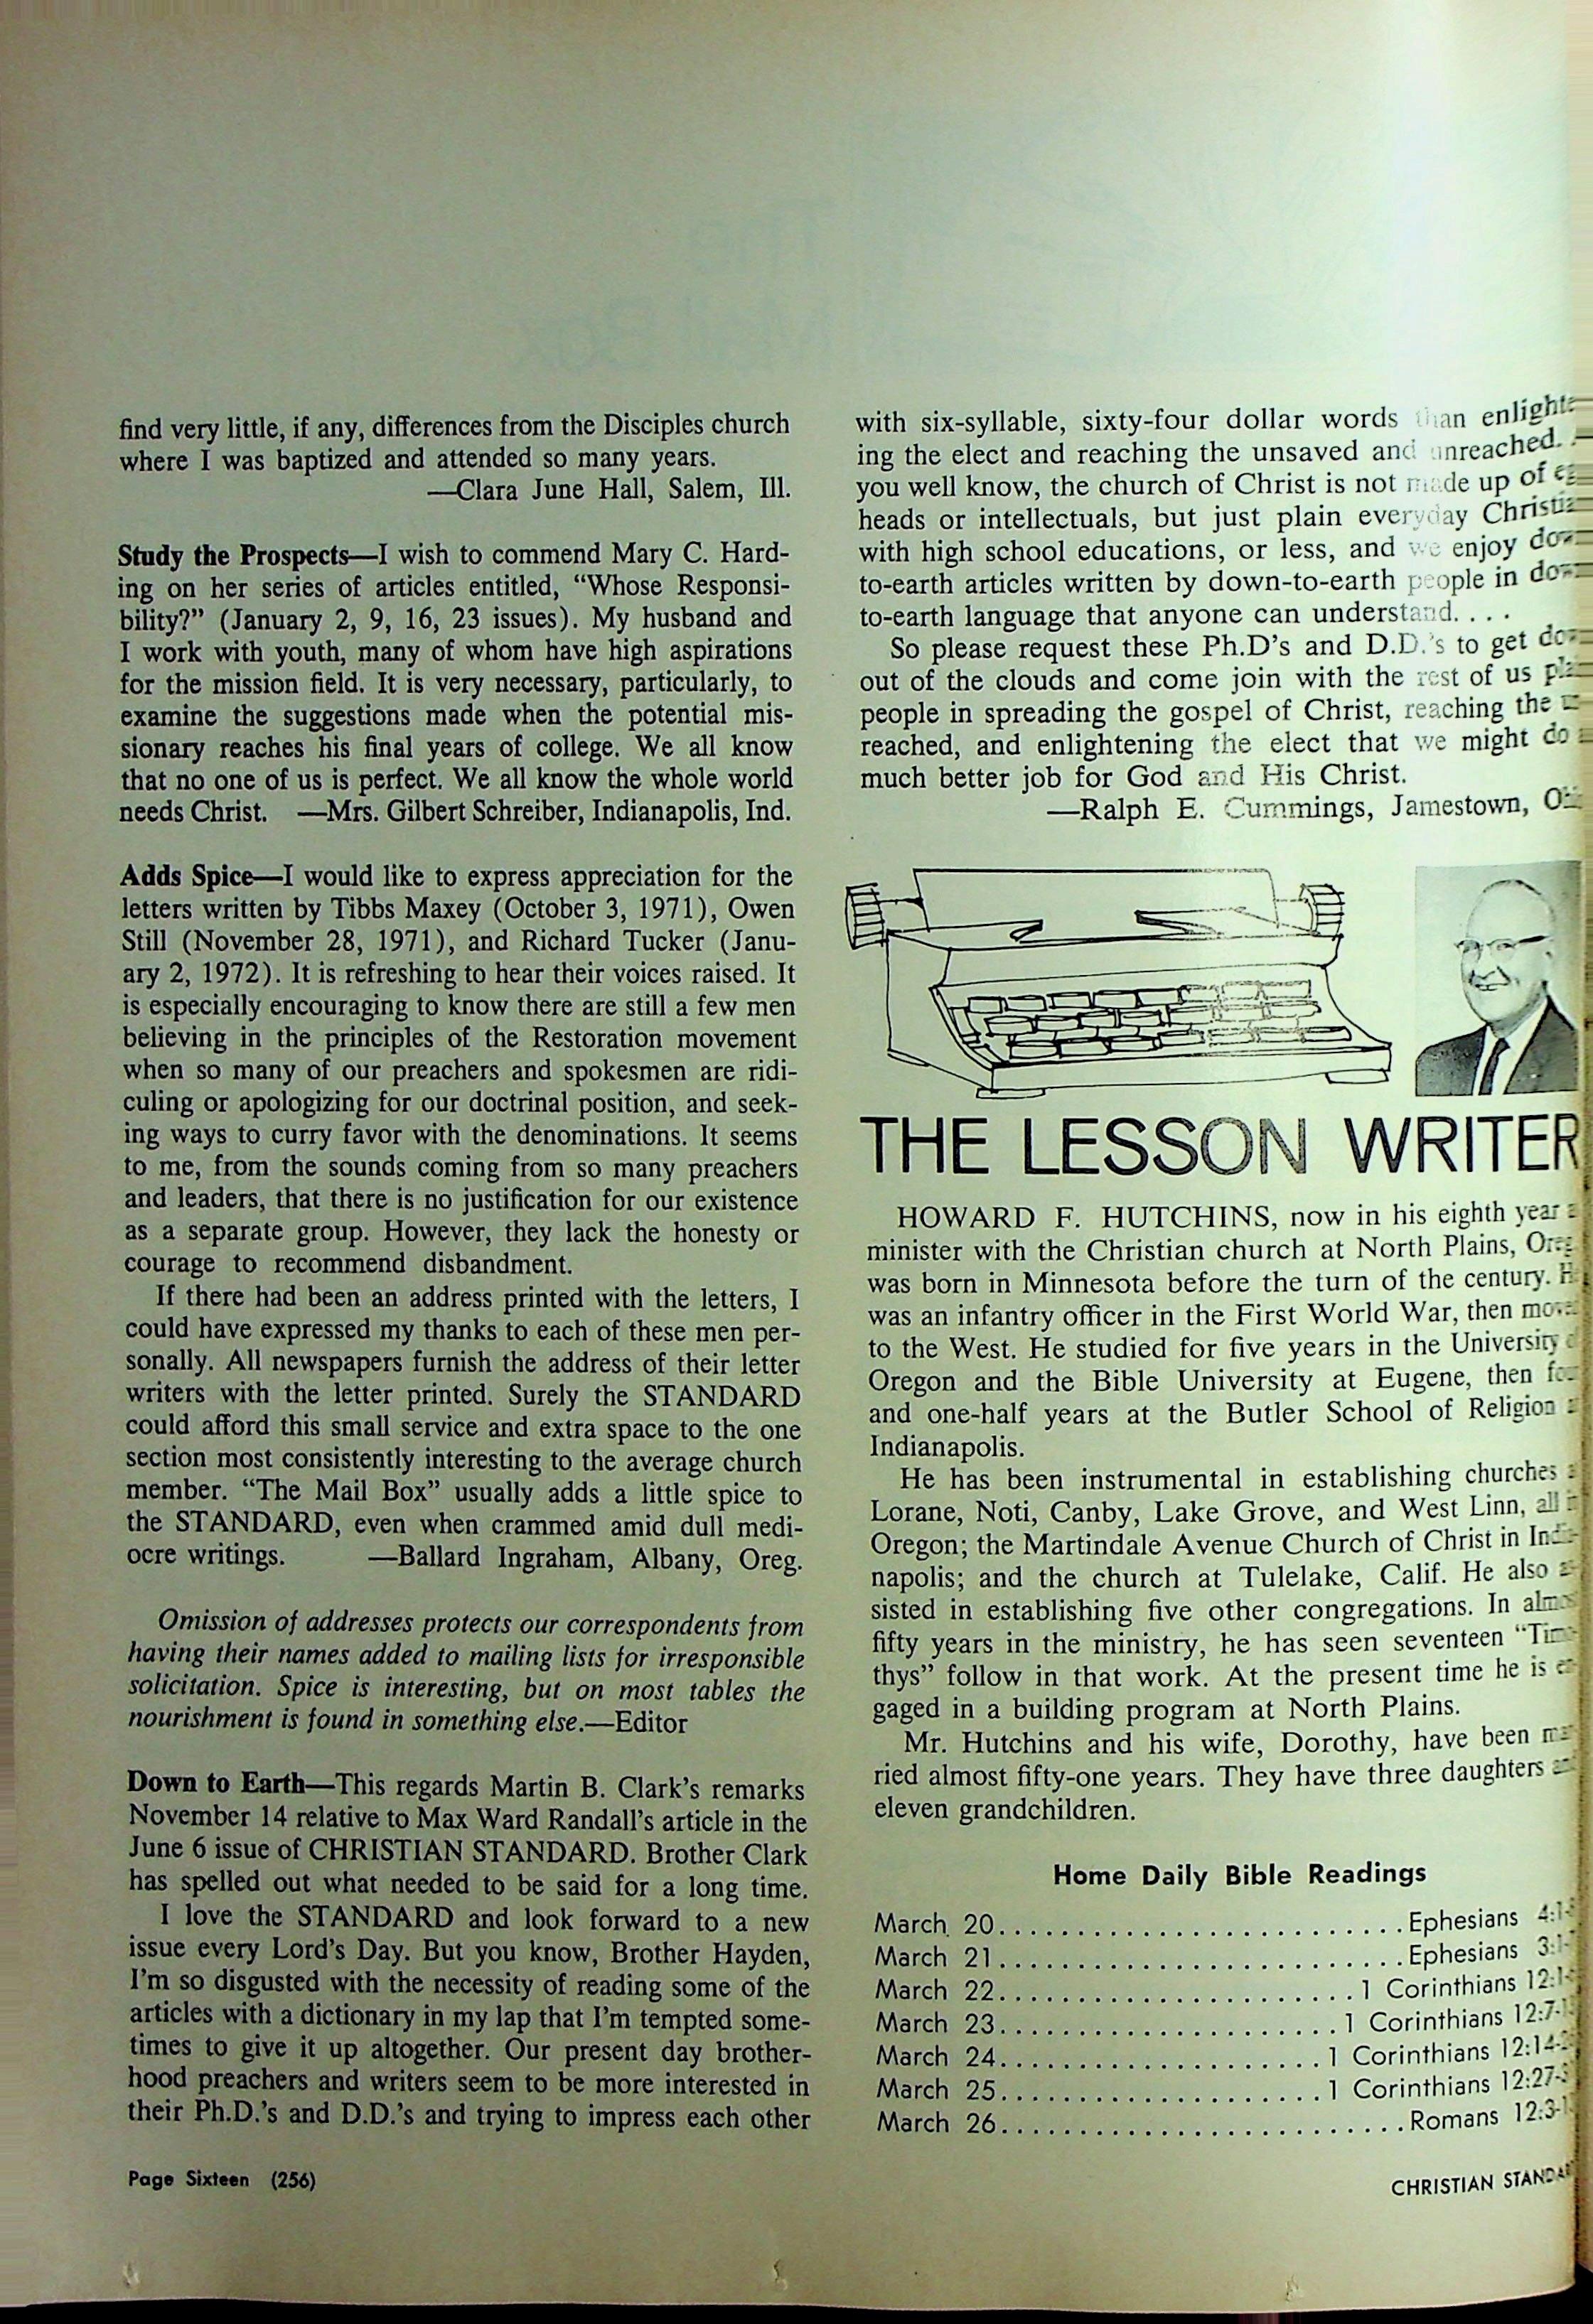 find very little, if any, differences from the Disciples church
where I was baptized and attended so many years.
—Clara June Hall, Salem, Ill.
Study the Prospects—I wish to commend Mary C. Hard-
ing on her series of articles entitled, “Whose Responsi-
bility?” (January 2, 9, 16, 23 issues). My husband and
I work with youth, many of whom have high aspirations
for the mission field. It is very necessary, particularly, to
examine the suggestions made when the potential mis-
sionary reaches his final years of college. We all know
that no one of us is perfect. We all know the whole world
needs Christ. —Mrs. Gilbert Schreiber, Indianapolis, Ind.
Adds Spice—I would like to express appreciation for the
letters written by Tibbs Maxey (October 3, 1971), Owen
Still (November 28, 1971), and Richard Tucker (Janu-
ary 2, 1972). It is refreshing to hear their voices raised. It
is especially encouraging to know there are still a few men
believing in the principles of the Restoration movement
when so many of our preachers and spokesmen are ridi-
culing or apologizing for our doctrinal position, and seek-
ing ways to curry favor with the denominations. It seems
to me, from the sounds coming from so many preachers
and leaders, that there is no justification for our existence
as a separate group. However, they lack the honesty or
courage to recommend disbandment.
If there had been an address printed with the letters, I
could have expressed my thanks to each of these men per-
sonally. All newspapers furnish the address of their letter
writers with the letter printed. Surely the STANDARD
could afford this small service and extra space to the one
section most consistently interesting to the average church
member. “The Mail Box” usually adds a little spice to
the STANDARD, even when crammed amid dull medi-
ocre writings. —Ballard Ingraham, Albany, Oreg.
Omission of addresses protects our correspondents from
having their names added to mailing lists for irresponsible
solicitation. Spice is interesting, but on most tables the
nourishment is found in something else.—Editor
Down to Earth—This regards Martin B. Clark’s remarks
November 14 relative to Max Ward Randall’s article in the
June 6 issue of CHRISTIAN STANDARD. Brother Clark
has spelled out what needed to be said for a long time.
I love the STANDARD and look forward to a new
issue every Lord’s Day. But you know, Brother Hayden,
I’m so disgusted with the necessity of reading some of the
articles with a dictionary in my lap that I’m tempted some-
times to give it up altogether. Our present day brother-
hood preachers and writers seem to be more interested in
their Ph.D.’s and D.D.’s and trying to impress each other
with six-syllable, sixty-four dollar words than
ing the elect and reaching the unsaved and unreached.
you well know, the church of Christ is not made up of
heads or intellectuals, but just plain everyday
with high school educations, or less, and we enjoy
to-earth articles written by down-to-earth people in
to-earth language that anyone can understand. . . .
So please request these Ph.D’s and D.D.’s to get
out of the clouds and come join with the rest of us
people in spreading the gospel of Christ, reaching the
reached, and enlightening the elect that we might do
much better job for God and His Christ.
—Ralph E. Cummings, Jamestown,
THE LESSON WRITER
HOWARD F. HUTCHINS, now in his eighth year
minister with the Christian church at North Plains,
was born in Minnesota before the turn of the century.
was an infantry officer in the First World War, then
to the West. He studied for five years in the University
Oregon and the Bible University at Eugene, then
and one-half years at the Butler School of Religion
Indianapolis.
He has been instrumental in establishing churches
Lorane, Noti, Canby, Lake Grove, and West Linn, all
Oregon; the Martindale Avenue Church of Christ in
napolis; and the church at Tulelake, Calif. He also
sisted in establishing five other congregations. In
fifty years in the ministry, he has seen seventeen
thys” follow in that work. At the present time he is
gaged in a building program at North Plains.
Mr. Hutchins and his wife, Dorothy, have been
ried almost fifty-one years. They have three daughters
eleven grandchildren.
Home Daily Bible Readings
March 20. . . . . . . . . . . . . . . . . . . . . . . . . . Ephesians
March 21. . . . . . . . . . . . . . . . . . . . . . . . . . Ephesians
March 22. . . . . . . . . . . . . . . . . . . . . . . 1 Corinthians
March 23. . . . . . . . . . . . . . . . . . . . . . 1 Corinthians
March 24. . . . . . . . . . . . . . . . . . . . . 1 Corinthians
March 25. . . . . . . . . . . . . . . . . . . . . 1 Corinthians
March 26. . . . . . . . . . . . . . . . . . . . . . . . . . Romans
Page Sixteen (256)
CHRISTIAN